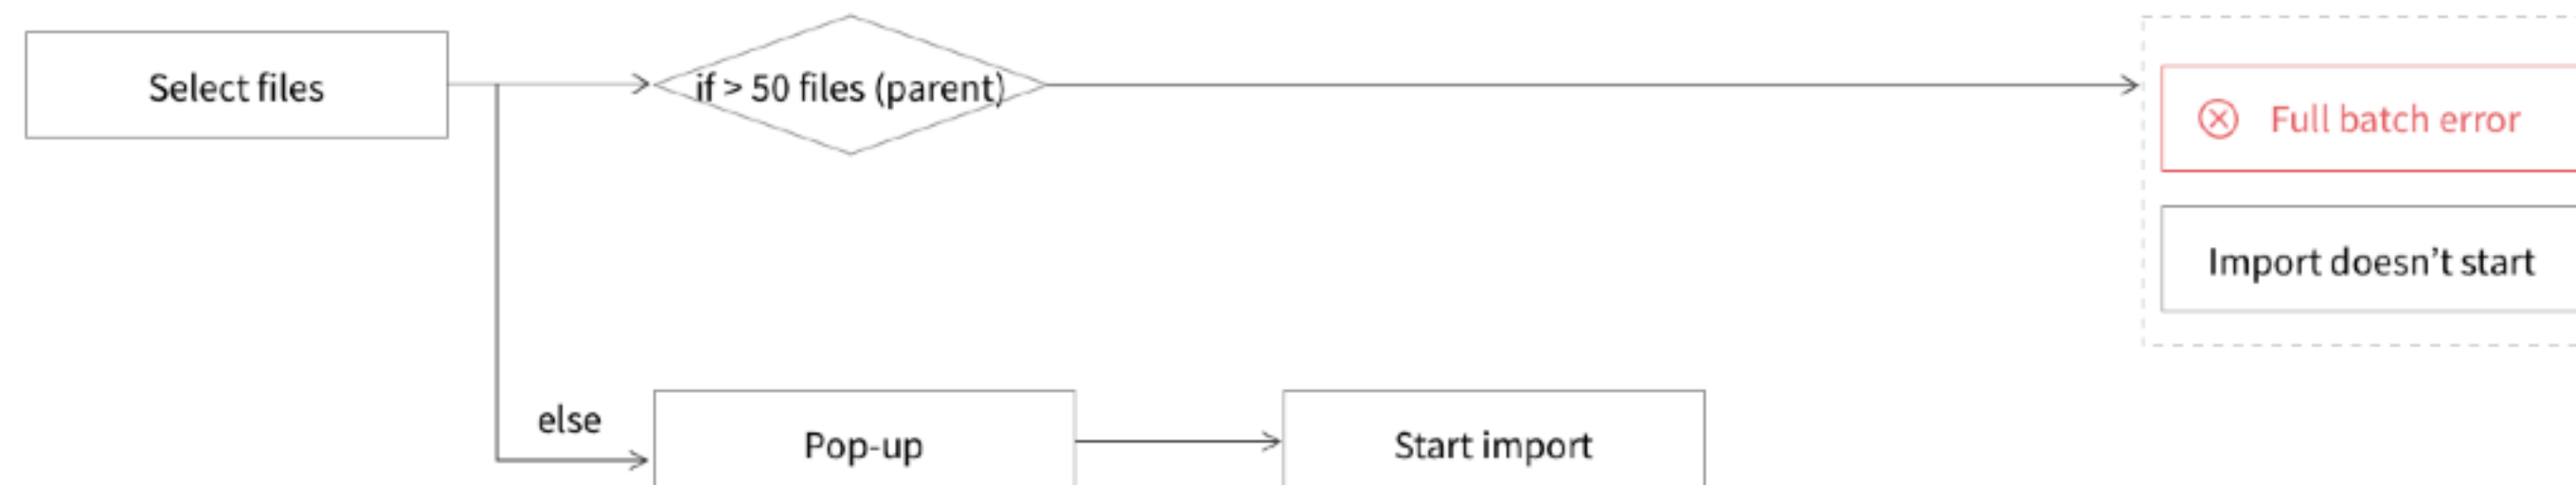 Select files
if > 50 files (parent)
Full batch error
Import doesn’t start
else
Pop-up
Start import